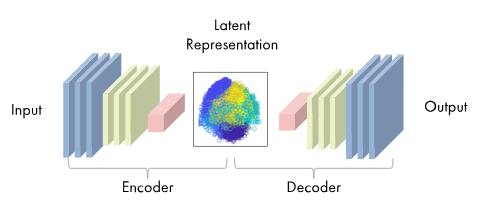 Latent
Representation
Input
Output
Encoder
Decoder